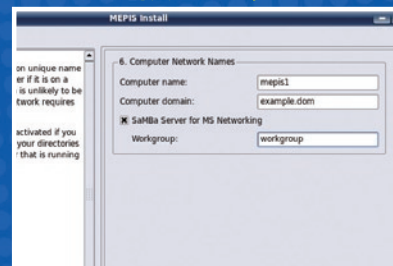 MEPIS Install
on unique name
er if it is on a
is unlikely to be
twork requires
activated if you
your directories
that is running
6. Computer Network Names
Computer name:
mepis1
Computer domain:
example.dom
SaMBa Server for MS Networking
Workgroup:
workgroup